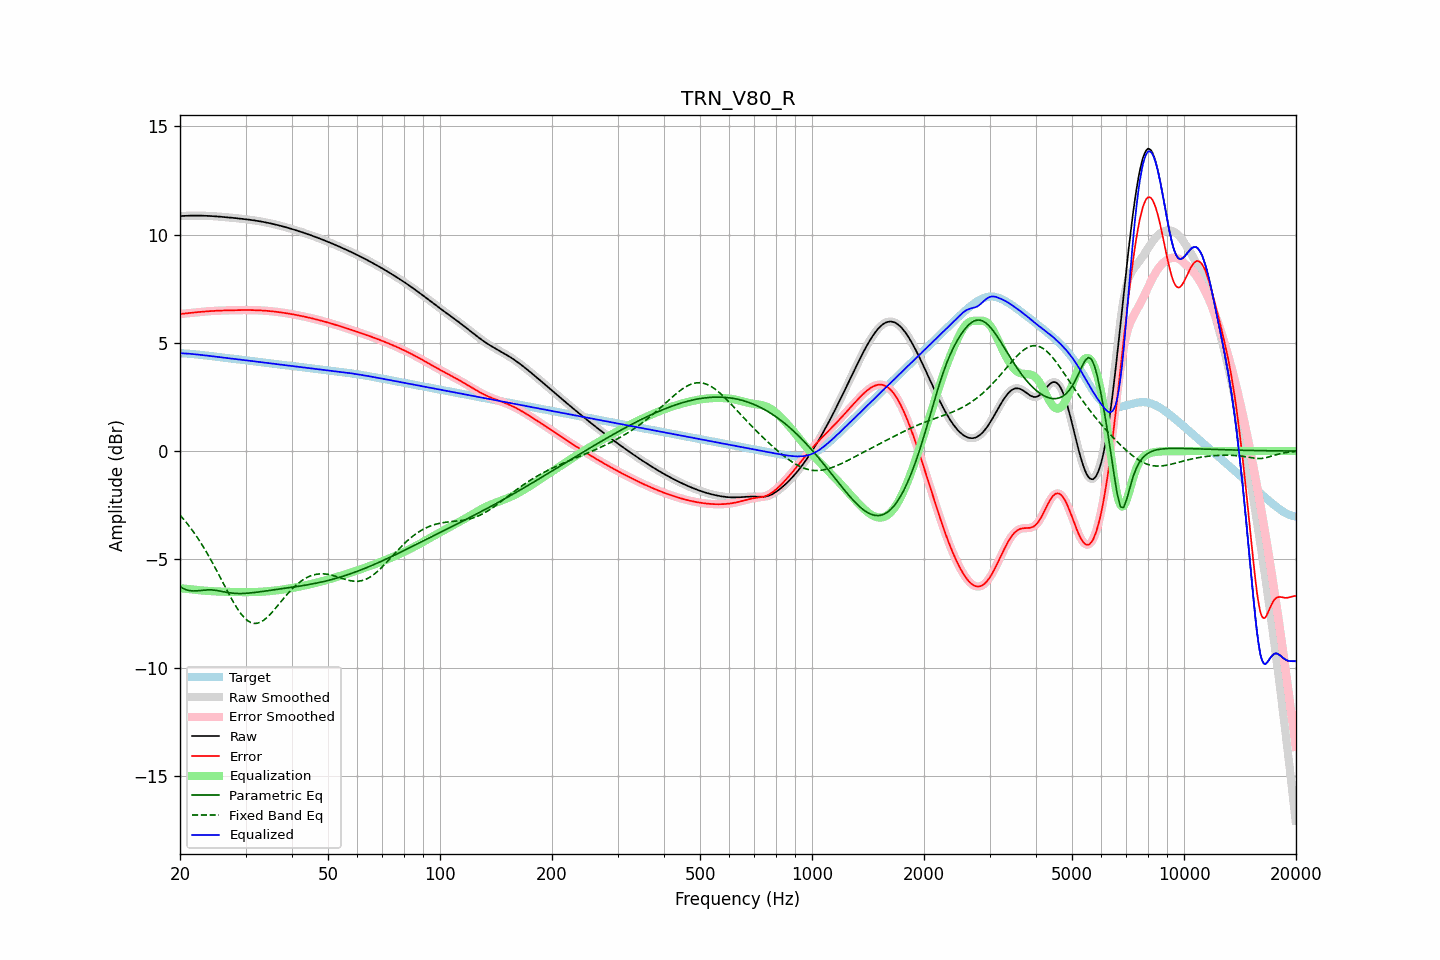 TRN_V80_R
Amplitude (dBr)
15
10
5
0
−5
−10
−15
Target
Raw Smoothed
Error Smoothed
Raw
Error
Equalization
Parametric Eq
Fixed Band Eq
Equalized
20
50
100
200
500
1000
2000
5000
10000
20000
Frequency (Hz)